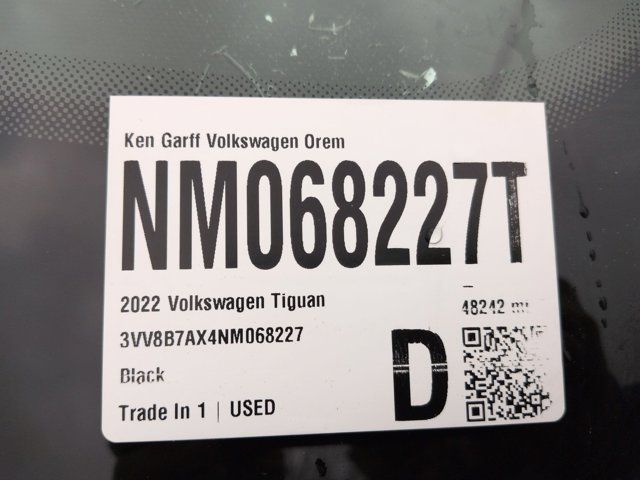 Ken Garff Volkswagen Orem
NM068227T
2022 Volkswagen Tiguan
48242 mi
3VV8B7AX4NM068227
Black
D
Trade In 1 | USED